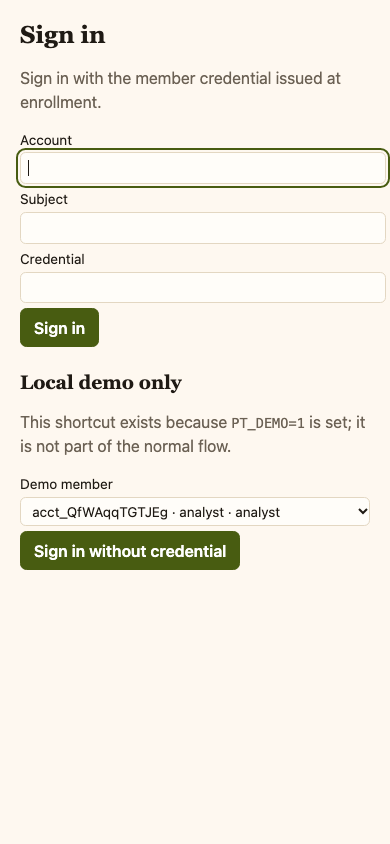 Sign in
Sign in with the member credential issued at
enrollment.
Account
Subject
Credential
Sign in
Local demo only
This shortcut exists because PT_DEMO=1 is set; it
is not part of the normal flow.
Demo member
acct_QfWAqqTGTJEg · analyst · analyst
Sign in without credential